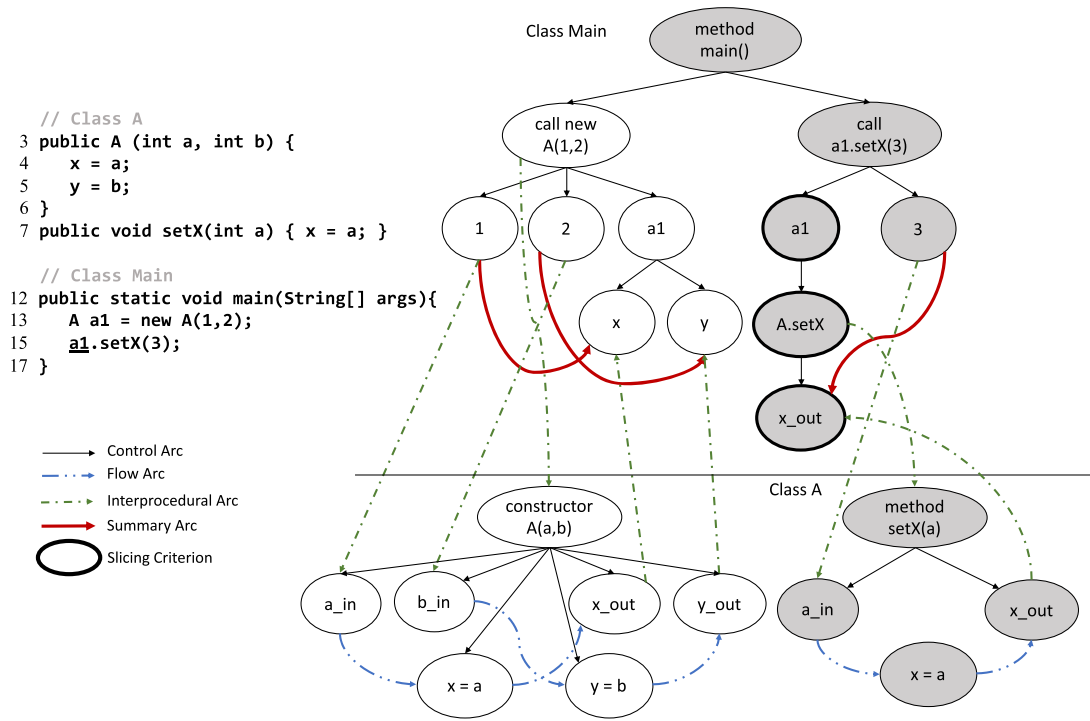 Class Main
method
main()
// Class A
3 public A (int a, int b) {
4 x = a;
5 y = b;
6 }
7 public void setX(int a) { x = a; }
// Class Main
12 public static void main(String[] args){
13 A a1 = new A(1,2);
15 a1.setX(3);
17 }
call new
A(1,2)
call
a1.setX(3)
1
2
a1
a1
3
x
y
A.setX
x_out
Control Arc
Flow Arc
Interprocedural Arc
Summary Arc
Slicing Criterion
Class A
constructor
A(a,b)
method
setX(a)
a_in
b_in
x_out
y_out
a_in
x_out
x = a
y = b
x = a